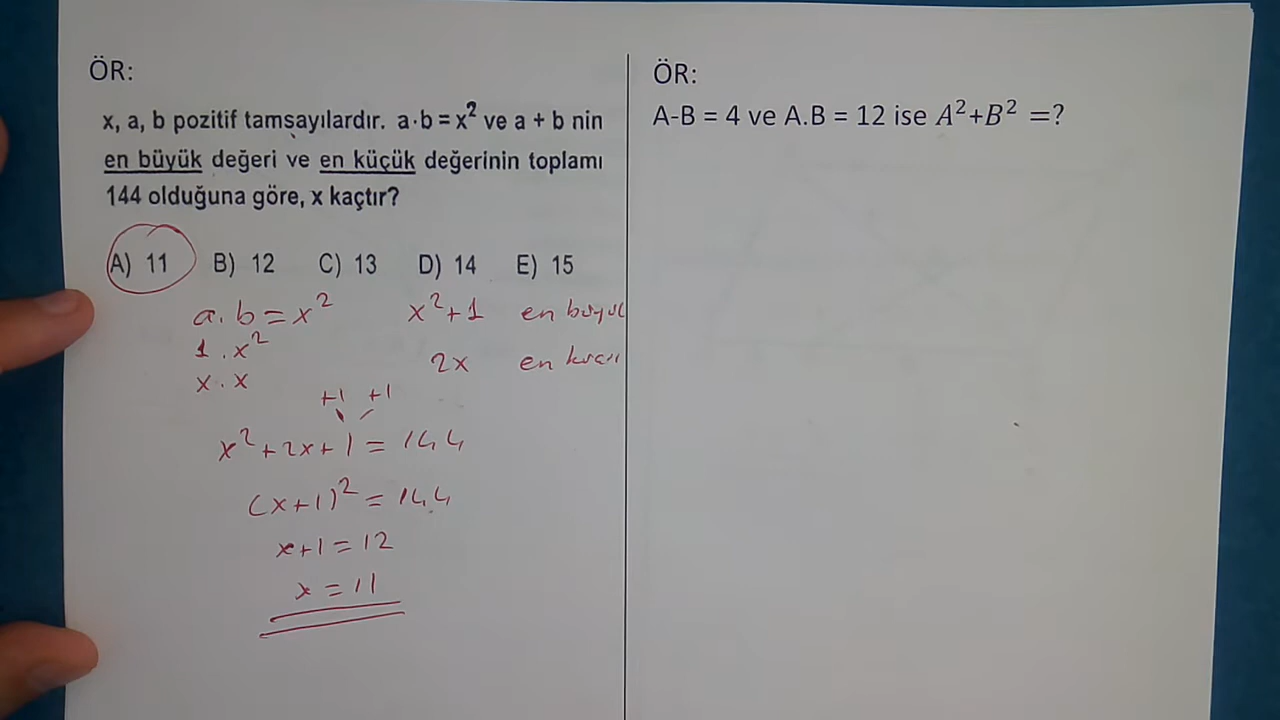 ÖR:
x, a, b pozitif tamsayılardır. a·b = x² ve a + b nin
en büyük değeri ve en küçük değerinin toplamı
144 olduğuna göre, x kaçtır?
A) 11 B) 12 C) 13 D) 14 E) 15
a.b=x² x²+1 en büyük
1.x²
x.x 2x en
+1 +1
x²+2x+1=144
(x+1)²=144
x+1=12
x=11
ÖR:
A-B = 4 ve A.B = 12 ise A²+B² =?